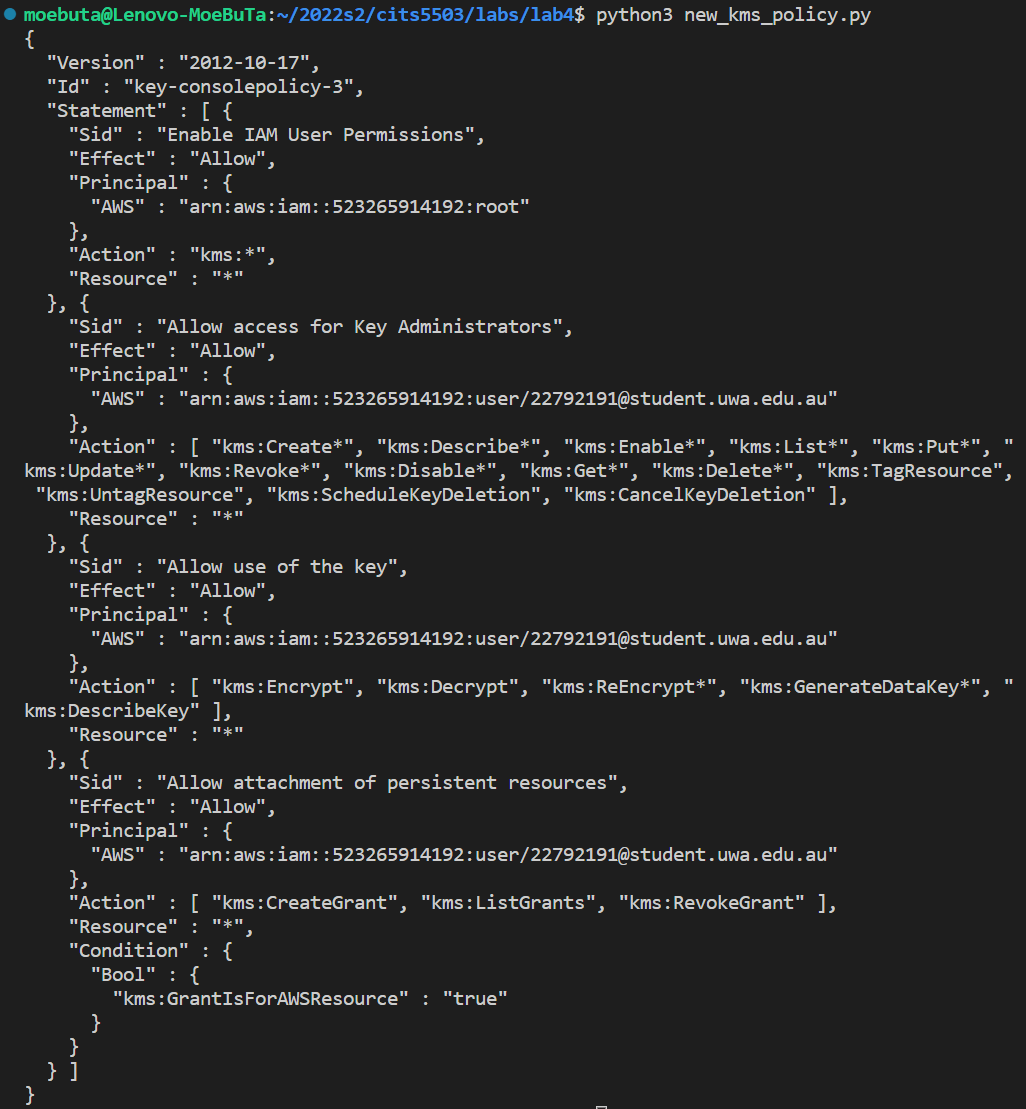 moebuta@Lenovo-MoeBuTa:~/2022s2/cits5503/labs/lab4$ python3 new_kms_policy.py
{
  "Version" : "2012-10-17",
  "Id" : "key-consolepolicy-3",
  "Statement" : [ {
    "Sid" : "Enable IAM User Permissions",
    "Effect" : "Allow",
    "Principal" : {
      "AWS" : "arn:aws:iam::523265914192:root"
    },
    "Action" : "kms:*",
    "Resource" : "*"
  }, {
    "Sid" : "Allow access for Key Administrators",
    "Effect" : "Allow",
    "Principal" : {
      "AWS" : "arn:aws:iam::523265914192:user/22792191@student.uwa.edu.au"
    },
    "Action" : [ "kms:Create*", "kms:Describe*", "kms:Enable*", "kms:List*", "kms:Put*", "
kms:Update*", "kms:Revoke*", "kms:Disable*", "kms:Get*", "kms:Delete*", "kms:TagResource",
 "kms:UntagResource", "kms:ScheduleKeyDeletion", "kms:CancelKeyDeletion" ],
    "Resource" : "*"
  }, {
    "Sid" : "Allow use of the key",
    "Effect" : "Allow",
    "Principal" : {
      "AWS" : "arn:aws:iam::523265914192:user/22792191@student.uwa.edu.au"
    },
    "Action" : [ "kms:Encrypt", "kms:Decrypt", "kms:ReEncrypt*", "kms:GenerateDataKey*", "
kms:DescribeKey" ],
    "Resource" : "*"
  }, {
    "Sid" : "Allow attachment of persistent resources",
    "Effect" : "Allow",
    "Principal" : {
      "AWS" : "arn:aws:iam::523265914192:user/22792191@student.uwa.edu.au"
    },
    "Action" : [ "kms:CreateGrant", "kms:ListGrants", "kms:RevokeGrant" ],
    "Resource" : "*",
    "Condition" : {
      "Bool" : {
        "kms:GrantIsForAWSResource" : "true"
      }
    }
  } ]
}